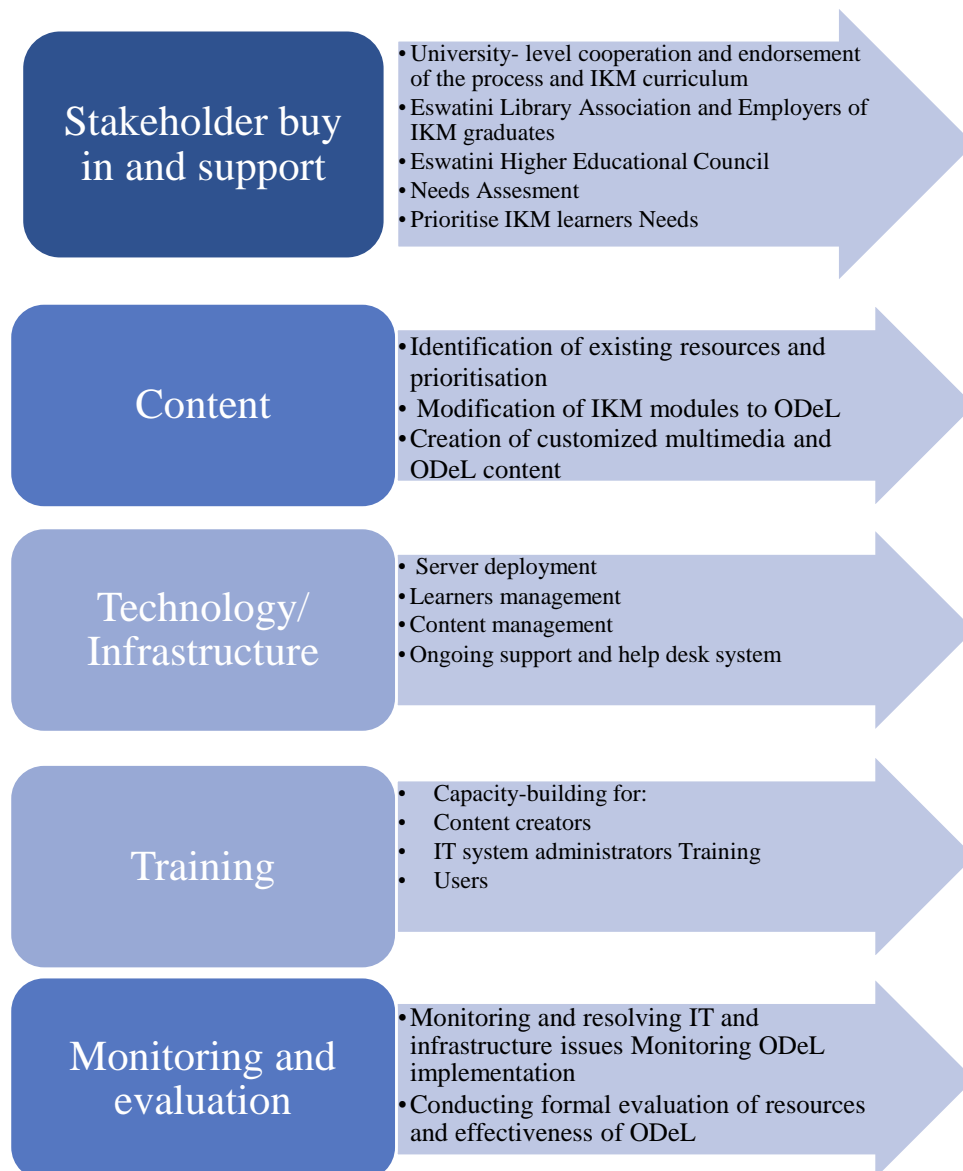 Stakeholder buy
in and support
•University- level cooperation and endorsement
of the process and IKM curriculum
•Eswatini Library Association and Employers of
IKM graduates
•Eswatini Higher Educational Council
•Needs Assesment
•Prioritise IKM learners Needs
Content
•Identification of existing resources and
prioritisation
• Modification of IKM modules to ODeL
•Creation of customized multimedia and
ODeL content
Technology/
Infrastructure
• Server deployment
•Learners management
•Content management
•Ongoing support and help desk system
Training
• Capacity-building for:
• Content creators
• IT system administrators Training
• Users
Monitoring and
evaluation
•Monitoring and resolving IT and
infrastructure issues Monitoring ODeL
implementation
•Conducting formal evaluation of resources
and effectiveness of ODeL